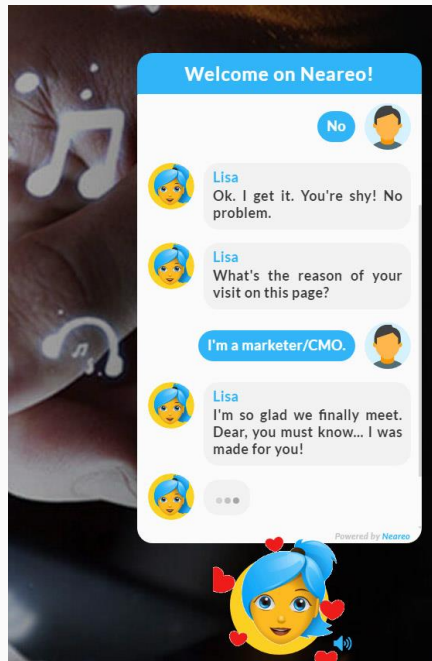 Welcome on Neareo!
No
Lisa
Ok. I get it. You're shy! No
problem.
Lisa
What's the reason of your
visit on this page?
I'm a marketer/CMO.
Lisa
I'm so glad we finally meet.
Dear, you must know... I was
made for you!
Powered by Neareo